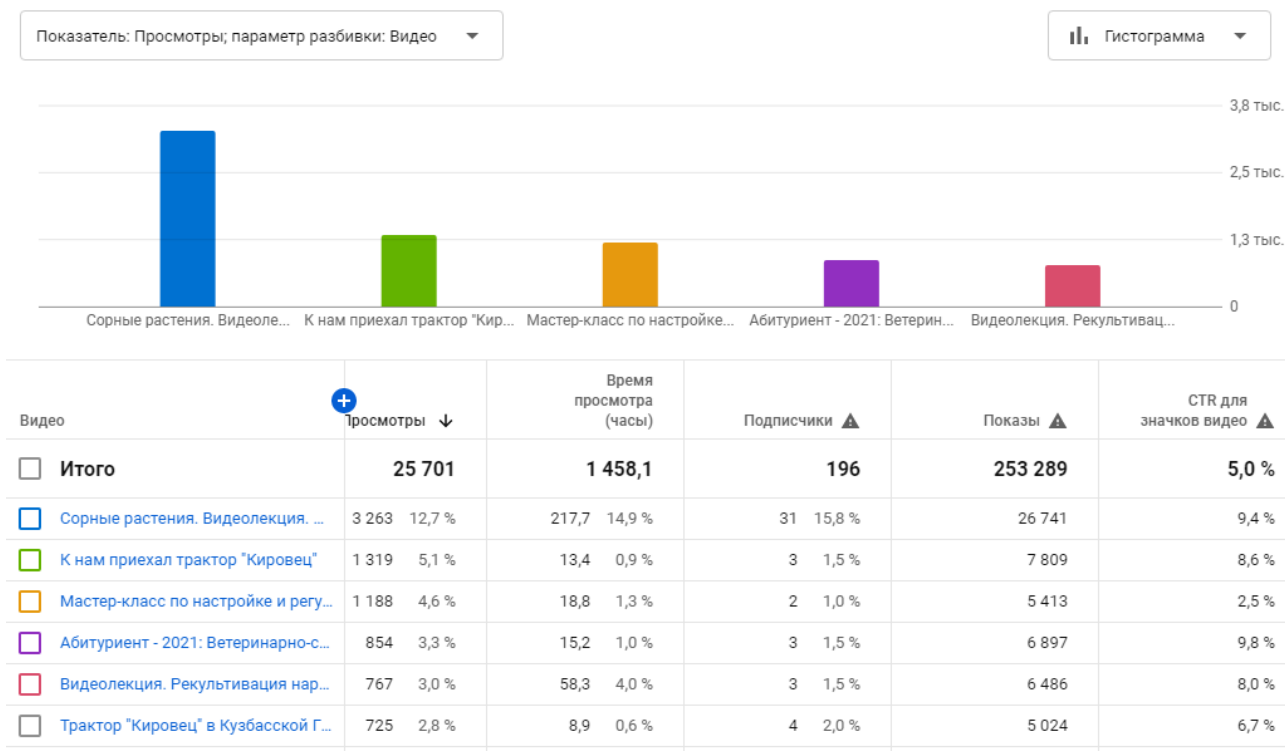 Показатель: Просмотры; параметр разбивки: Видео
Гистограмма
3,8 тыс.
2,5 тыс.
1,3 тыс.
0
Сорные растения. Видеоле... К нам приехал трактор "Кир... Мастер-класс по настройке... Абитуриент - 2021: Ветерин... Видеолекция. Рекультивац...
Видео Просмотры Время просмотра (часы) Подписчики Показы CTR для значков видео
Итого 25 701 1 458,1 196 253 289 5,0 %
Сорные растения. Видеолекция. ... 3 263 12,7 % 217,7 14,9 % 31 15,8 % 26 741 9,4 %
К нам приехал трактор "Кировец" 1 319 5,1 % 13,4 0,9 % 3 1,5 % 7 809 8,6 %
Мастер-класс по настройке и регу... 1 188 4,6 % 18,8 1,3 % 2 1,0 % 5 413 2,5 %
Абитуриент - 2021: Ветеринарно-с... 854 3,3 % 15,2 1,0 % 3 1,5 % 6 897 9,8 %
Видеолекция. Рекультивация нар... 767 3,0 % 58,3 4,0 % 3 1,5 % 6 486 8,0 %
Трактор "Кировец" в Кузбасской Г... 725 2,8 % 8,9 0,6 % 4 2,0 % 5 024 6,7 %